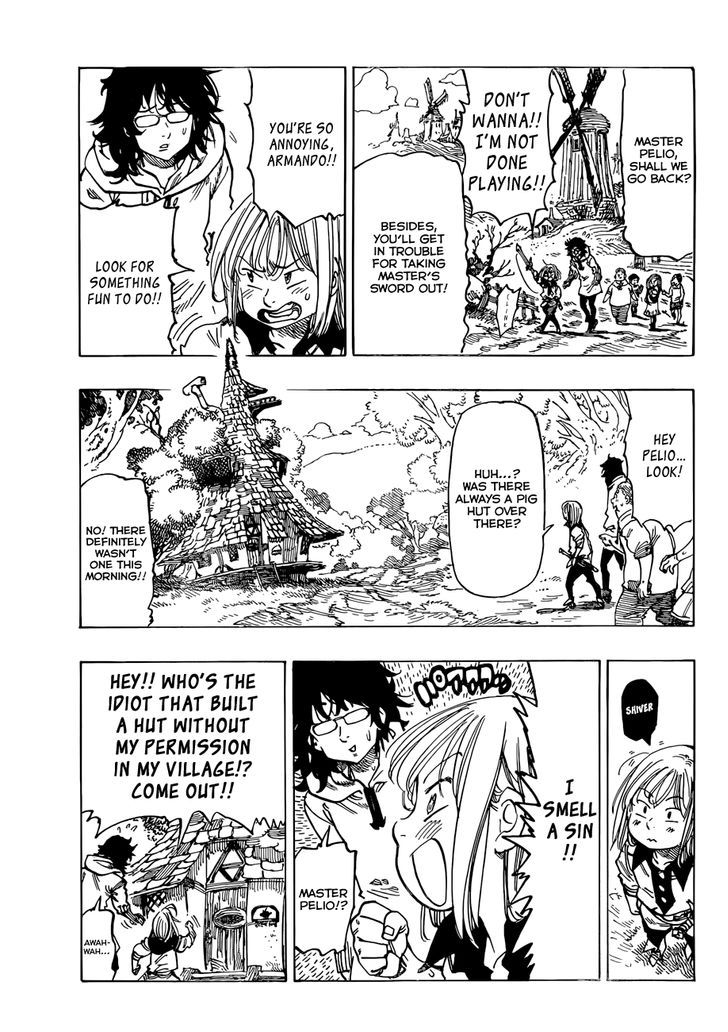 MASTER
PELIO,
SHALL WE
GO BACK?
DON'T
WANNA!!
I'M NOT
DONE
PLAYING!!
BESIDES,
YOU'LL GET
IN TROUBLE
FOR TAKING
MASTER'S
SWORD OUT!
YOU'RE SO
ANNOYING,
ARMANDO!!
LOOK FOR
SOMETHING
FUN TO DO!!
HEY
PELIO...
LOOK!
HUH...?
WAS THERE
ALWAYS A PIG
HUT OVER
THERE?
NO! THERE
DEFINITELY
WASN'T
ONE THIS
MORNING!!
SHIVER
I
SMELL
A SIN
!!
MASTER
PELIO!?
HEY!! WHO'S THE
IDIOT THAT BUILT
A HUT WITHOUT
MY PERMISSION
IN MY VILLAGE!?
COME OUT!!
AWAH-
WAH...